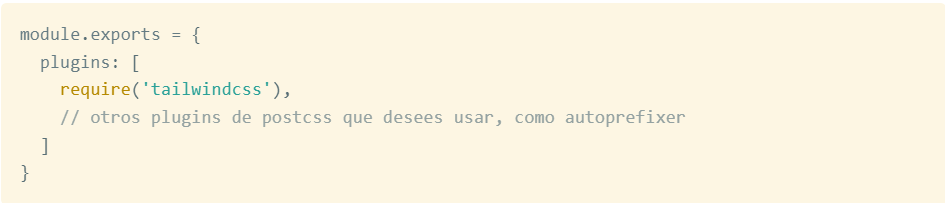 module.exports = {
  plugins: [
    require('tailwindcss'),
    // otros plugins de postcss que desees usar, como autoprefixer
  ]
}